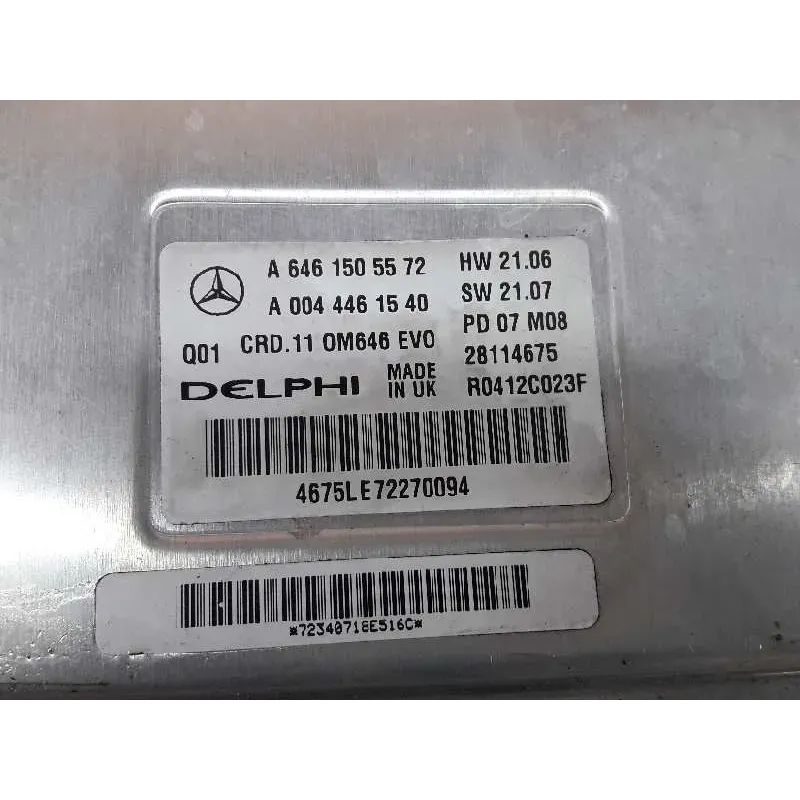 A 646 150 55 72 HW 21.06
A 004 446 15 40 SW 21.07
Q01 CRD.11 OM646 EVO PD 07 M08
28114675
DELPHI MADE IN UK R0412C023F
4675LE72270094
*72340718E516C*